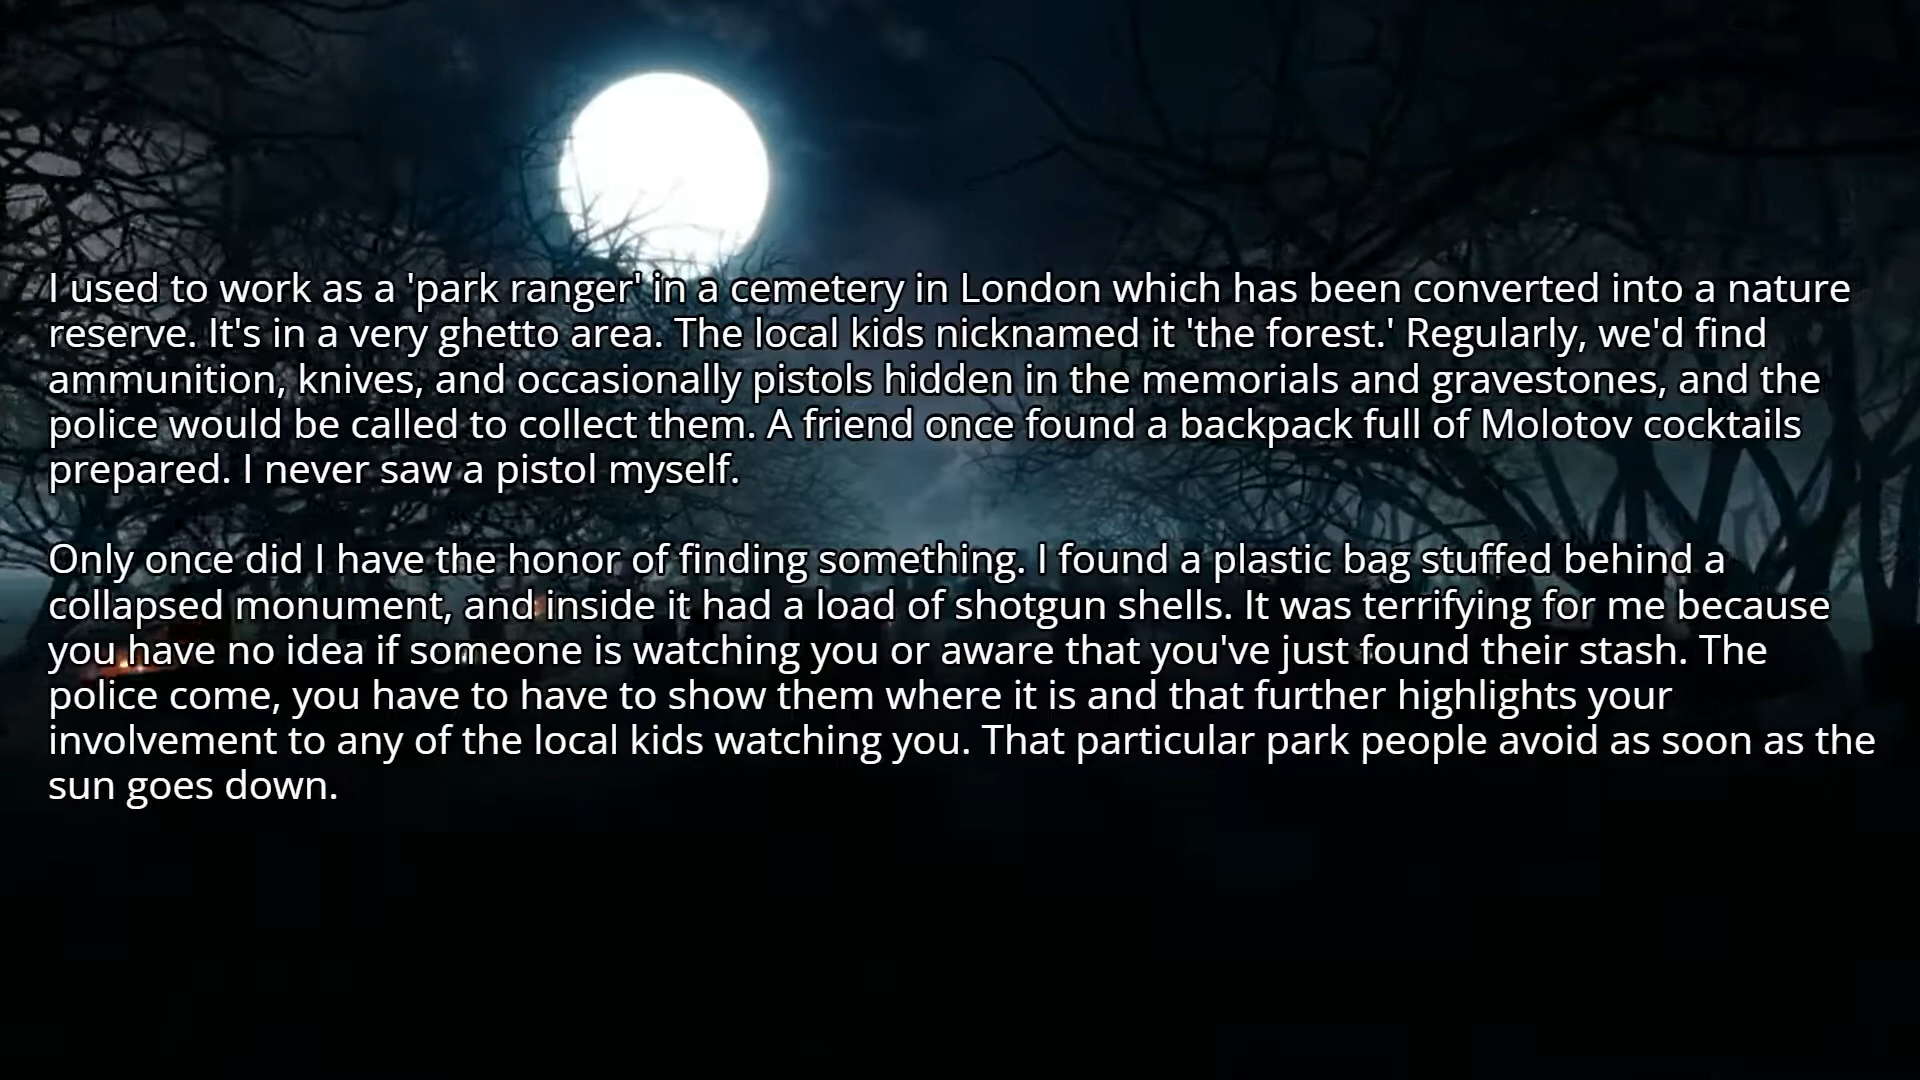 I used to work as a 'park ranger' in a cemetery in London which has been converted into a nature
reserve. It's in a very ghetto area. The local kids nicknamed it 'the forest.' Regularly, we'd find
ammunition, knives, and occasionally pistols hidden in the memorials and gravestones, and the
police would be called to collect them. A friend once found a backpack full of Molotov cocktails
prepared. I never saw a pistol myself.
Only once did I have the honor of finding something. I found a plastic bag stuffed behind a
collapsed monument, and inside it had a load of shotgun shells. It was terrifying for me because
you have no idea if someone is watching you or aware that you've just found their stash. The
police come, you have to have to show them where it is and that further highlights your
involvement to any of the local kids watching you. That particular park people avoid as soon as the
sun goes down.